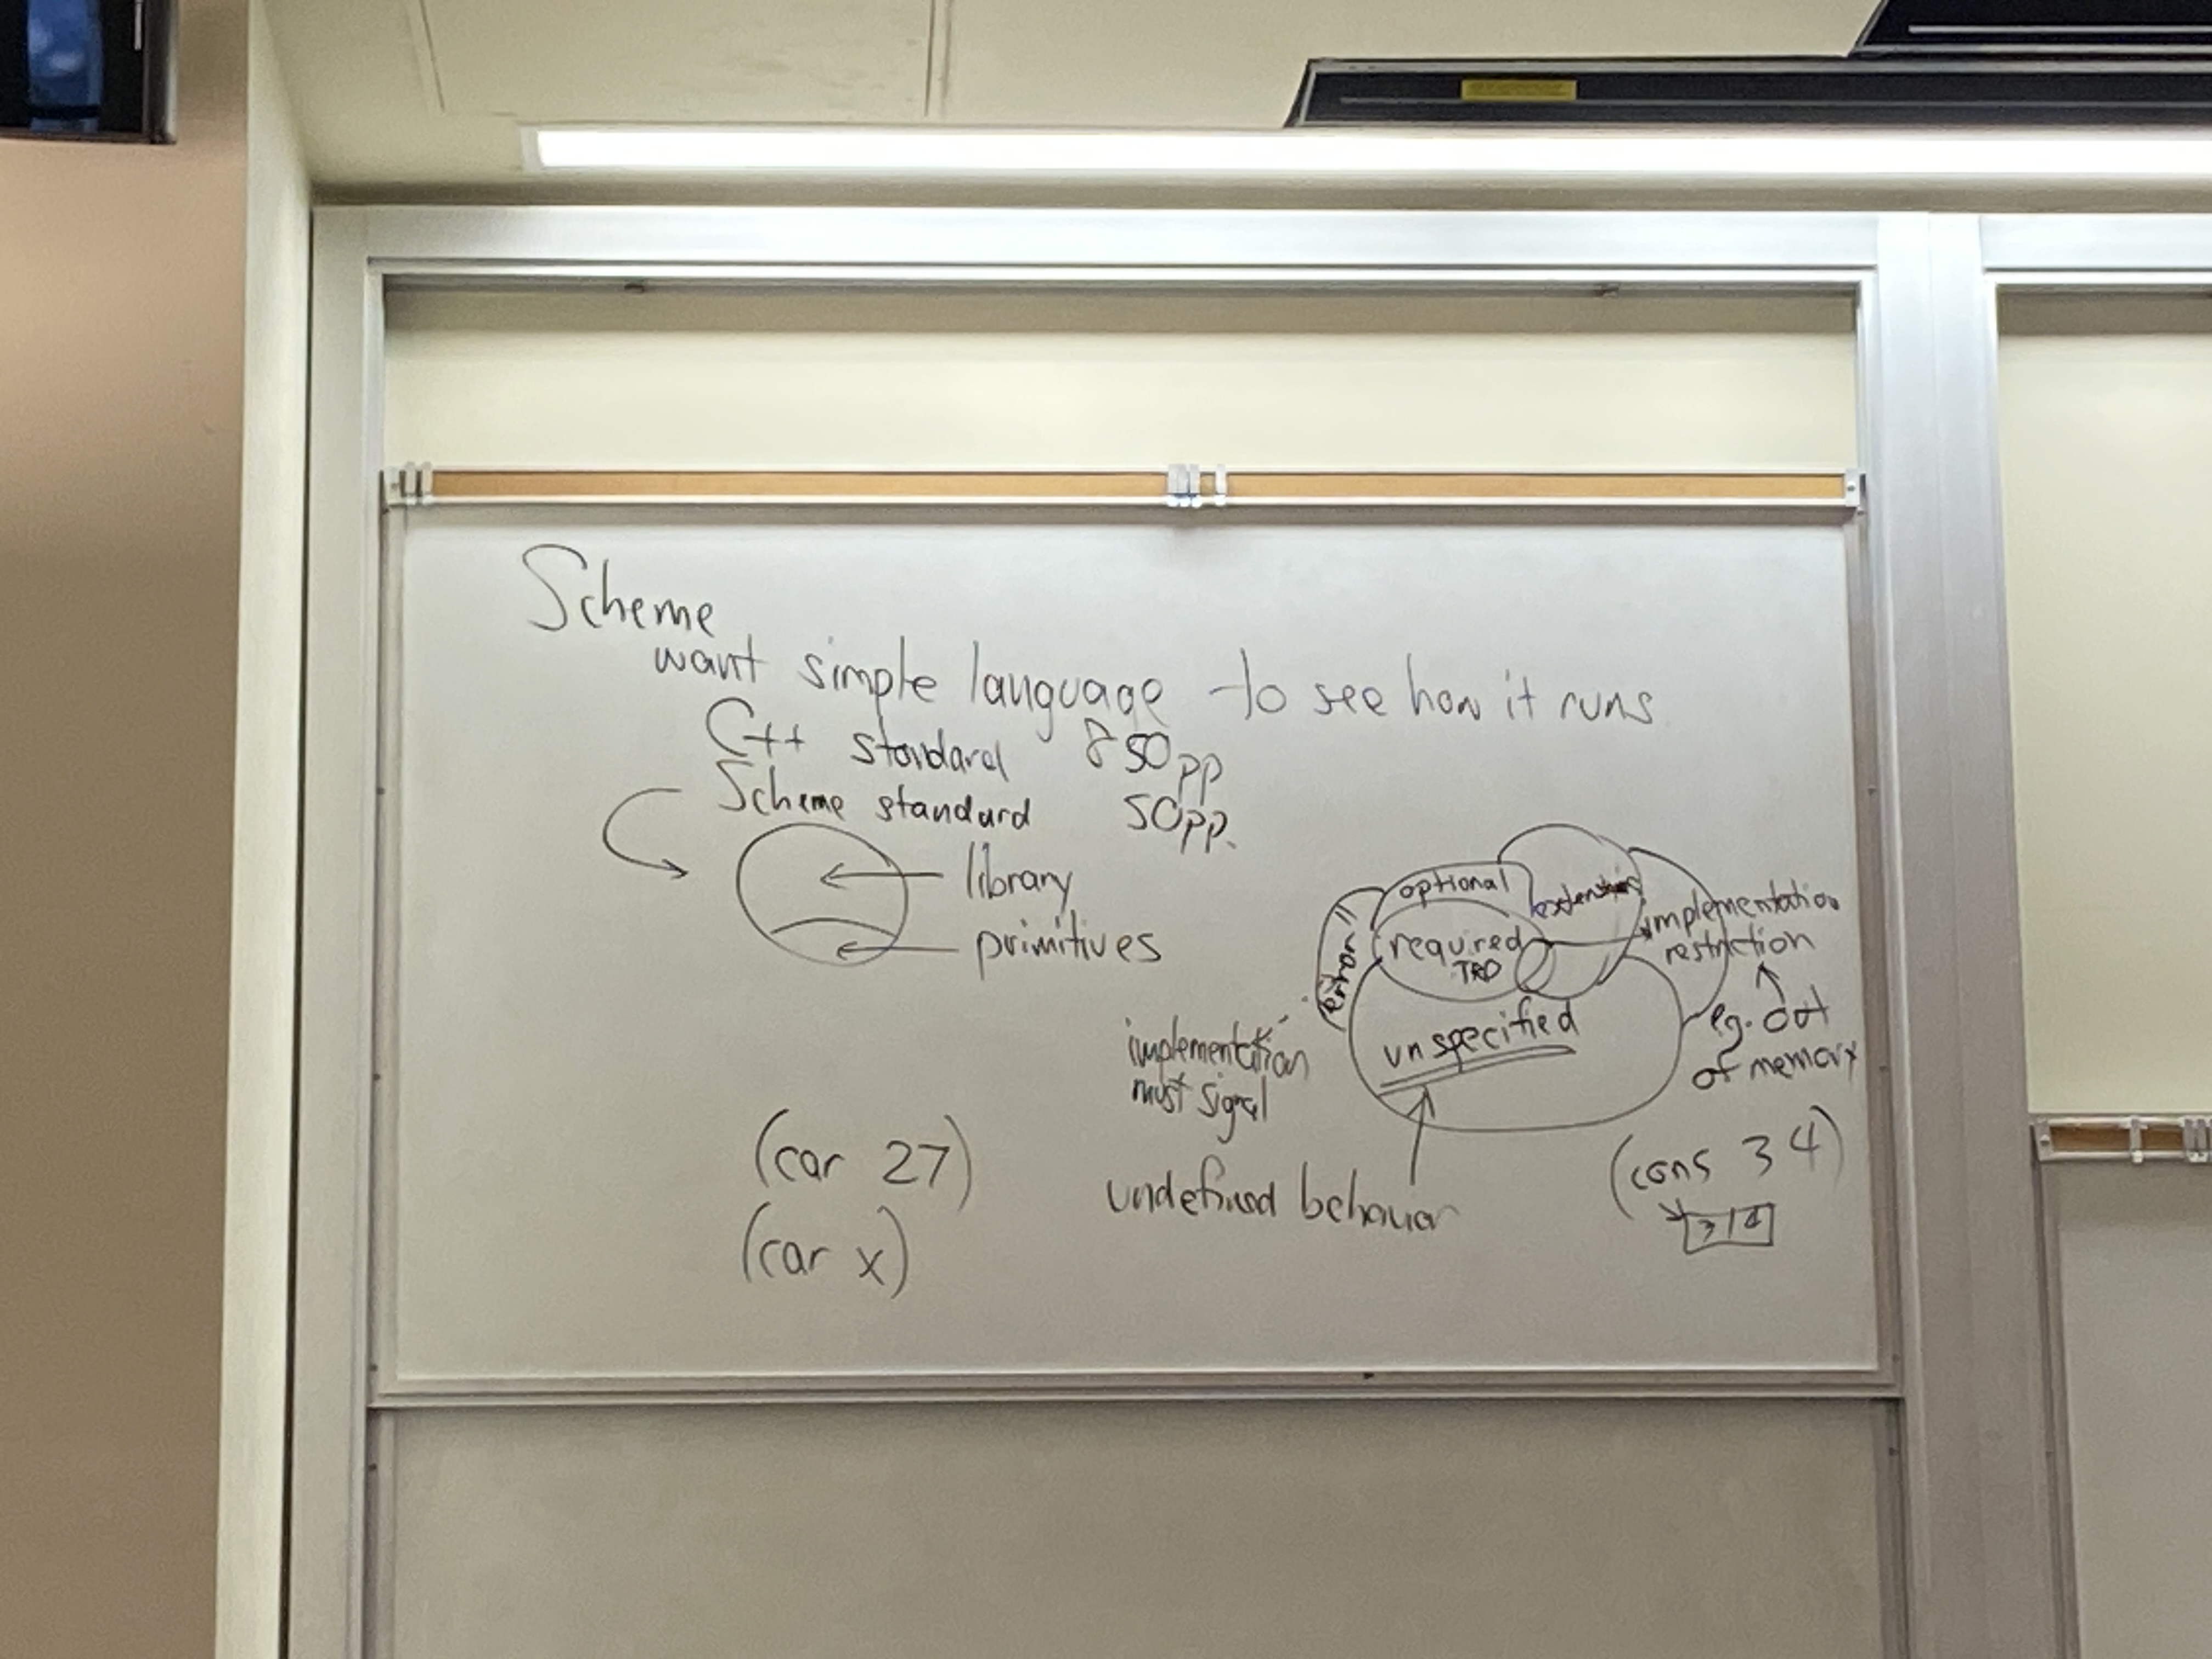 Scheme
want simple language to see how it runs
C++ standard 850pp
Scheme standard 50pp.
library
primitives
optional
extensions
error
required
TRO
implementation
restriction
unspecified
e.g. out
of memory
implementation
must signal
undefined behavior
(car 27)
(car x)
(cons 3 4)
3 4